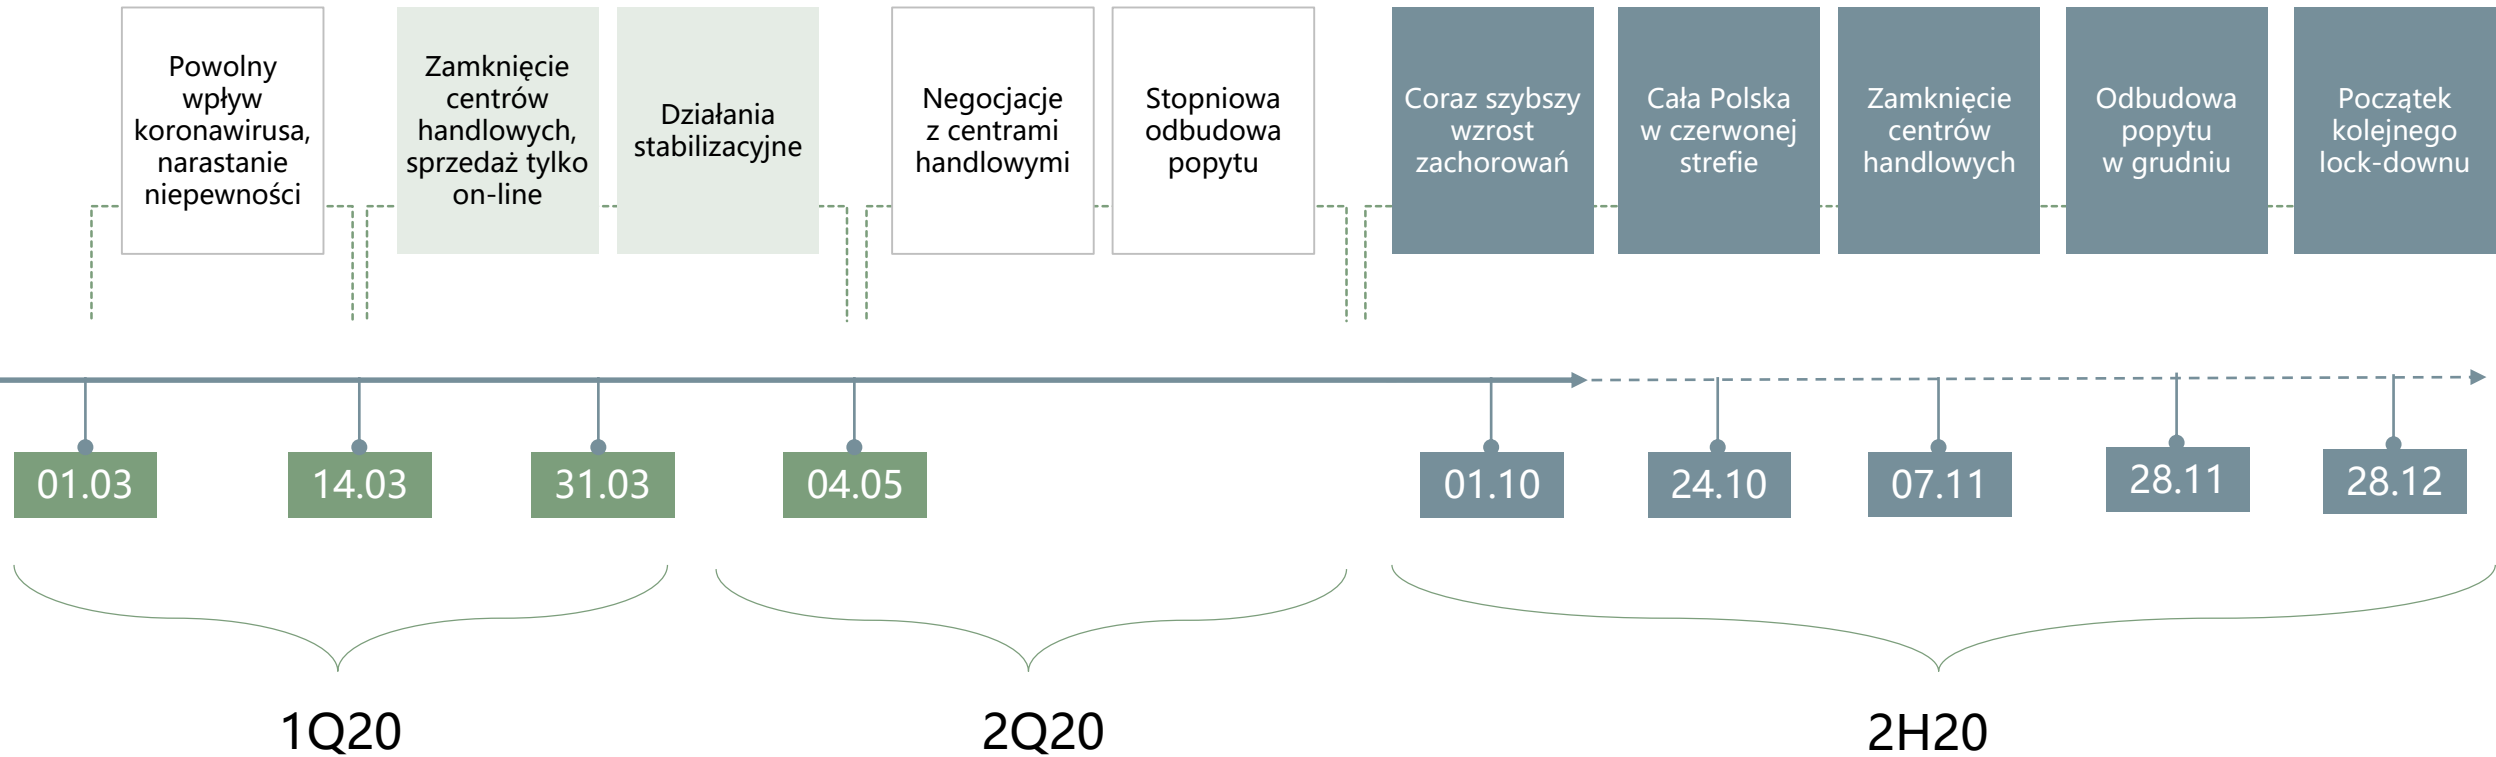 Powolny
wpływ
koronawirusa,
narastanie
niepewności
Zamknięcie
centrów
handlowych,
sprzedaż tylko
on-line
Działania
stabilizacyjne
Negocjacje
z centrami
handlowymi
Stopniowa
odbudowa
popytu
Coraz szybszy
wzrost
zachorowań
Cała Polska
w czerwonej
strefie
Zamknięcie
centrów
handlowych
Odbudowa
popytu
w grudniu
Początek
kolejnego
lock-downu
01.03
14.03
31.03
04.05
01.10
24.10
07.11
28.11
28.12
1Q20
2Q20
2H20